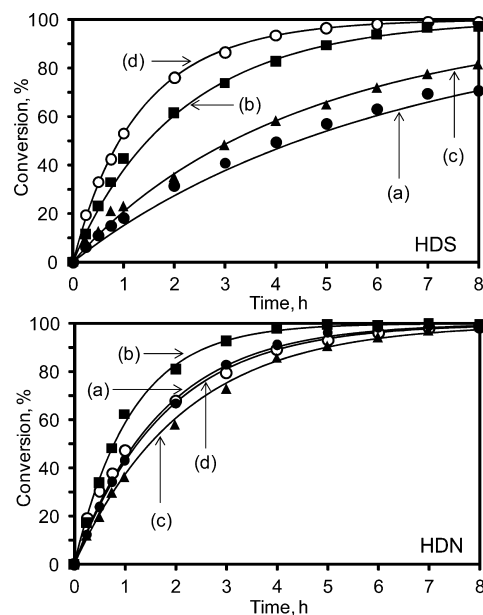 100
80
60
40
20
0
Conversion, %
(d)
(b)
(c)
(a)
HDS
0 1 2 3 4 5 6 7 8
Time, h
100
80
60
40
20
0
Conversion, %
(b)
(a)
(d)
(c)
HDN
0 1 2 3 4 5 6 7 8
Time, h